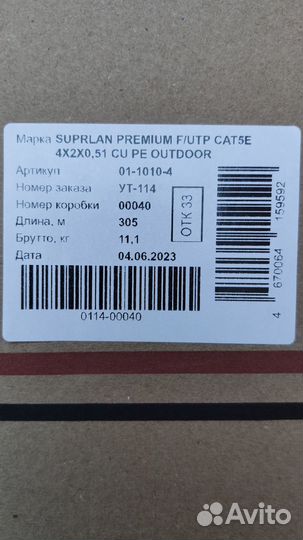 Марка SUPRLAN PREMIUM F/UTP CAT5E
4X2X0,51 CU PE OUTDOOR
Артикул 01-1010-4
Номер заказа УТ-114
Номер коробки 00040
Длина, м 305
Брутто, кг 11,1
Дата 04.06.2023
ОТК 33
0114-00040
4 670064 159592
Avito